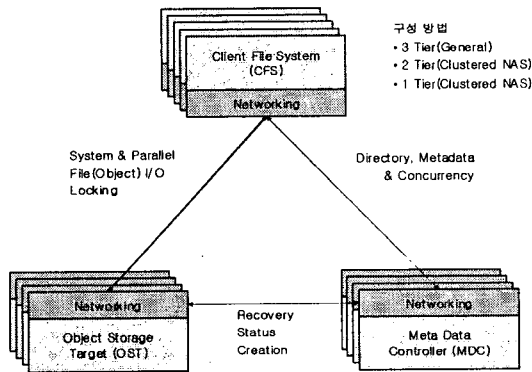 Client File System
(CFS)
Networking
구성 방법
• 3 Tier(General)
• 2 Tier(Clustered NAS)
• 1 Tier(Clustered NAS)
System & Parallel
File(Object) I/O
Locking
Directory, Metadata
& Concurrency
Networking
Object Storage
Target (OST)
Recovery
Status
Creation
Networking
Meta Data
Controller (MDC)